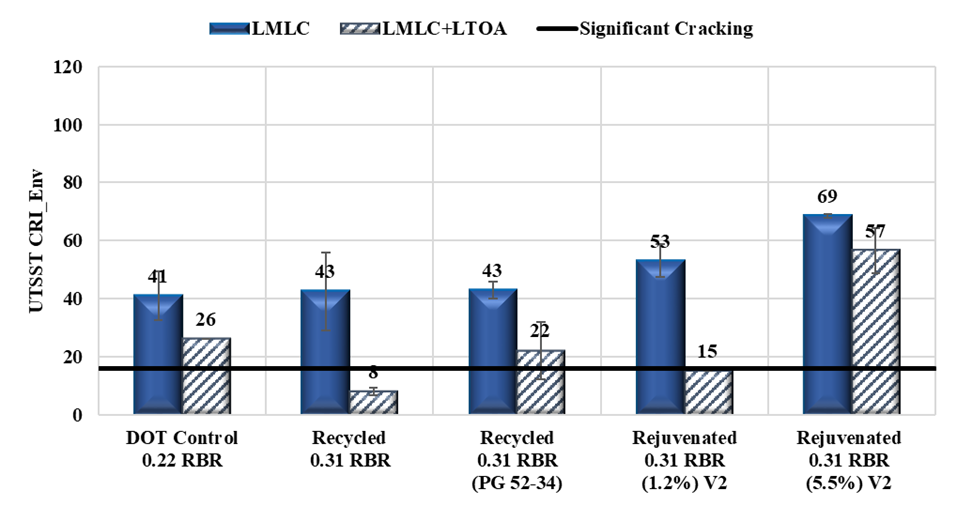 LMLC LMLC+LTOA Significant Cracking
UTSST CRI_Env
120
100
80
60
40
20
0
41
26
43
8
43
22
53
15
69
57
DOT Control
0.22 RBR
Recycled
0.31 RBR
Recycled
0.31 RBR
(PG 52-34)
Rejuvenated
0.31 RBR
(1.2%) V2
Rejuvenated
0.31 RBR
(5.5%) V2